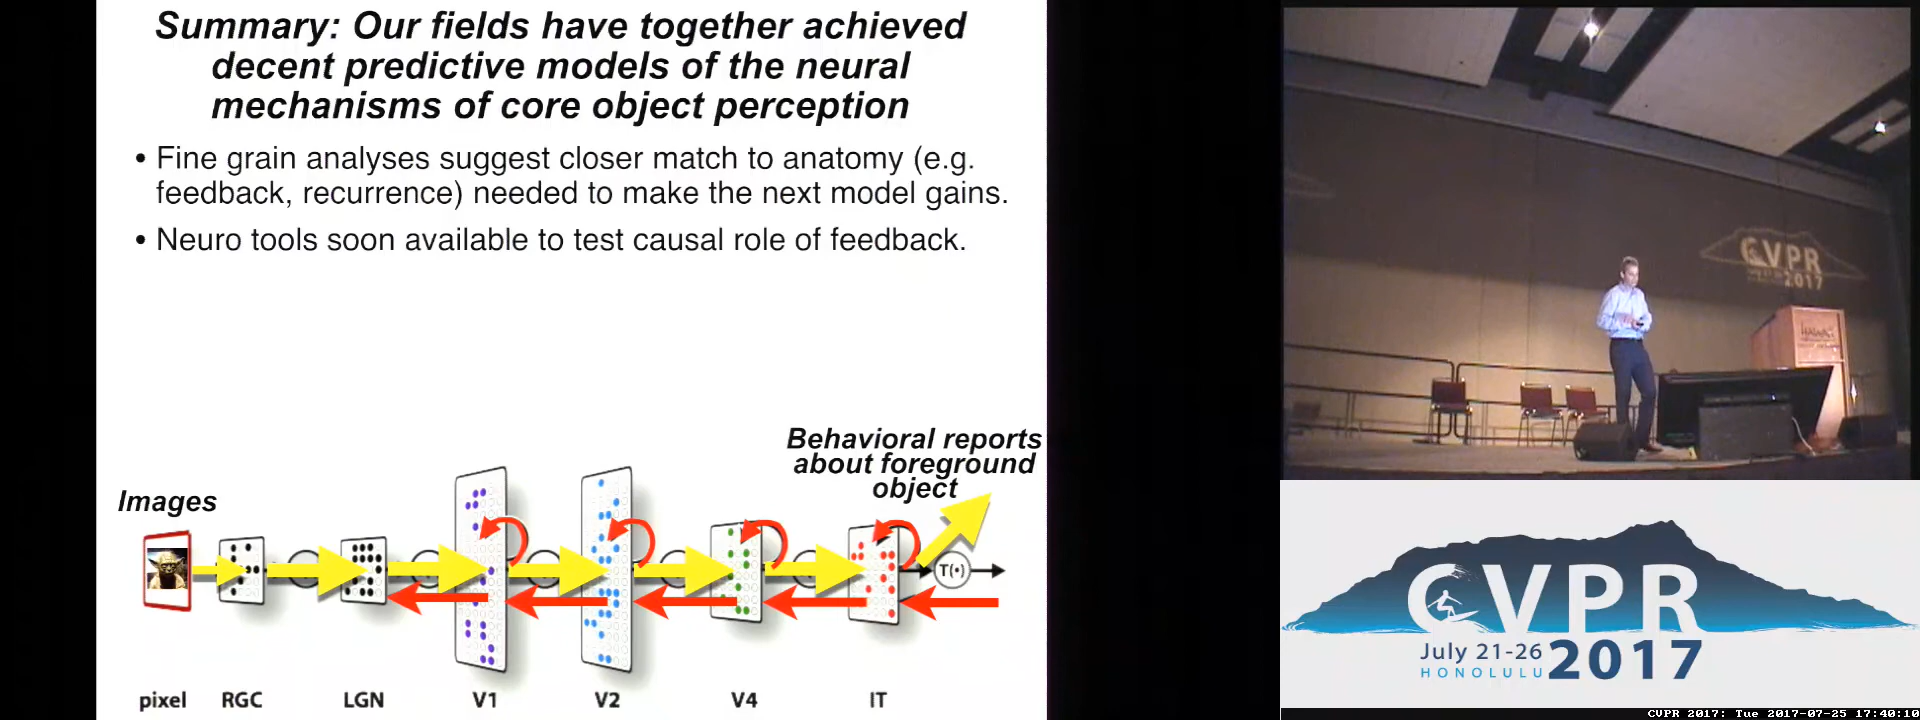 Summary: Our fields have together achieved
decent predictive models of the neural
mechanisms of core object perception
• Fine grain analyses suggest closer match to anatomy (e.g.
feedback, recurrence) needed to make the next model gains.
• Neuro tools soon available to test causal role of feedback.
Behavioral reports
about foreground
object
Images
T(•)
pixel RGC LGN V1 V2 V4 IT
CVPR
2017
CVPR
July 21-26
HONOLULU
2017
CVPR 2017: Tue 2017-07-25 17:40:10